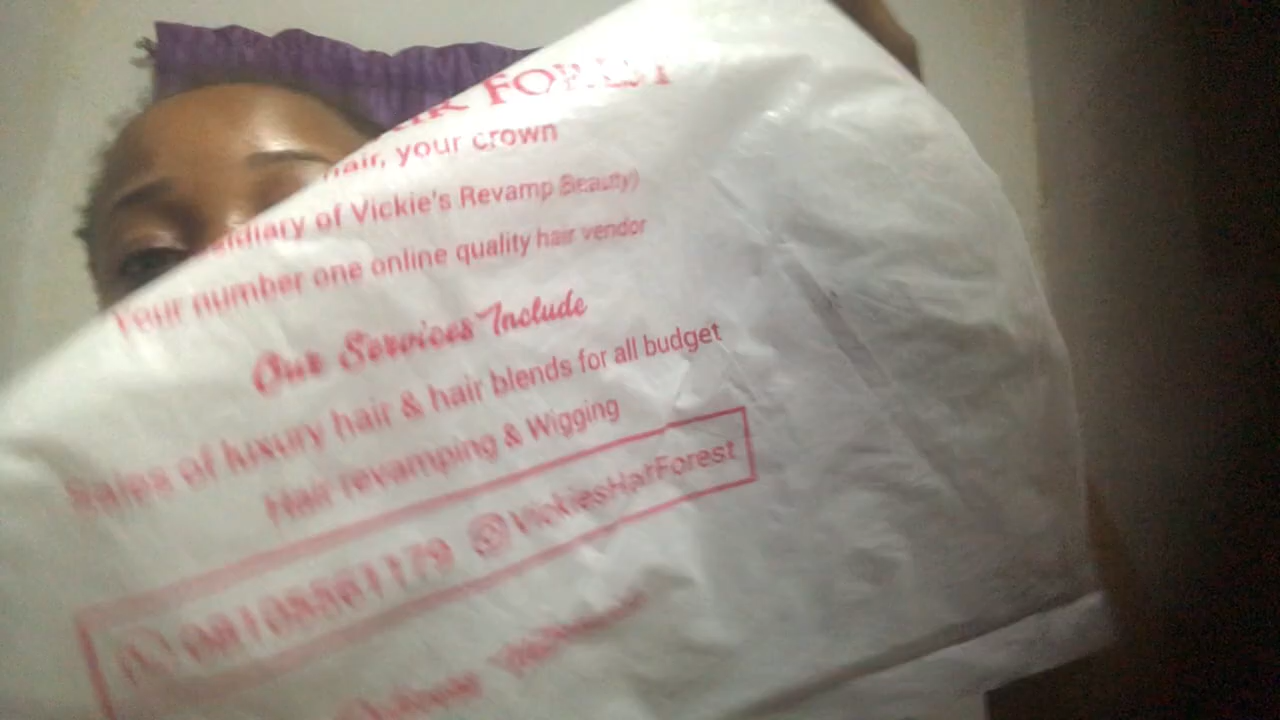 FOREST
hair, your crown
of Vickie's Revamp Beauty)
Your number one online quality hair vendor
Our Services Include
Sales of luxury hair & hair blends for all budget
Hair revamping & Wigging
@VickiesHairForest